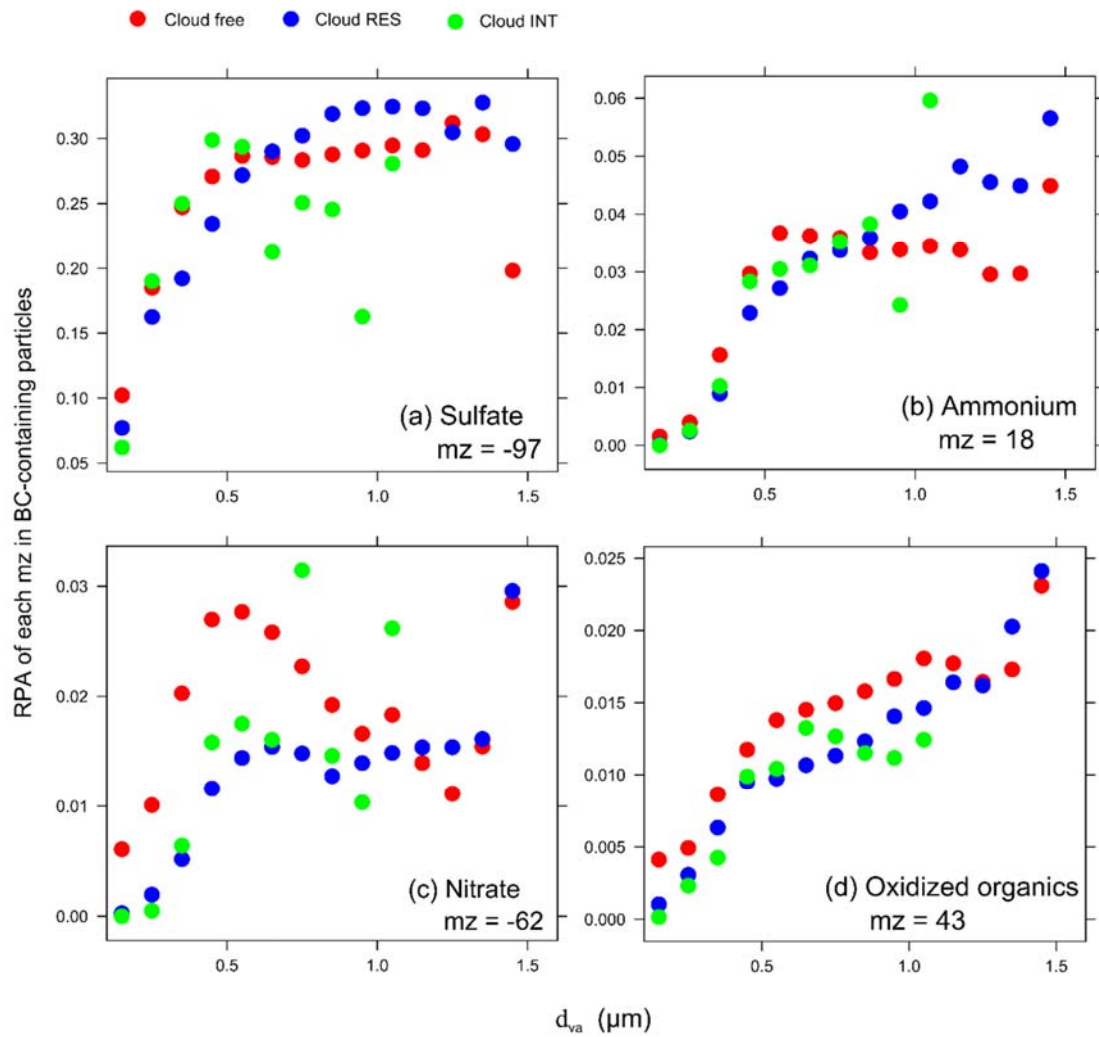 Cloud free Cloud RES Cloud INT
RPA of each mz in BC-containing particles
0.30
0.25
0.20
0.15
0.10
0.05
(a) Sulfate
mz = -97
0.5 1.0 1.5
0.06
0.05
0.04
0.03
0.02
0.01
0.00
(b) Ammonium
mz = 18
0.5 1.0 1.5
0.03
0.02
0.01
0.00
(c) Nitrate
mz = -62
0.5 1.0 1.5
0.025
0.020
0.015
0.010
0.005
0.000
(d) Oxidized organics
mz = 43
0.5 1.0 1.5
dva (μm)